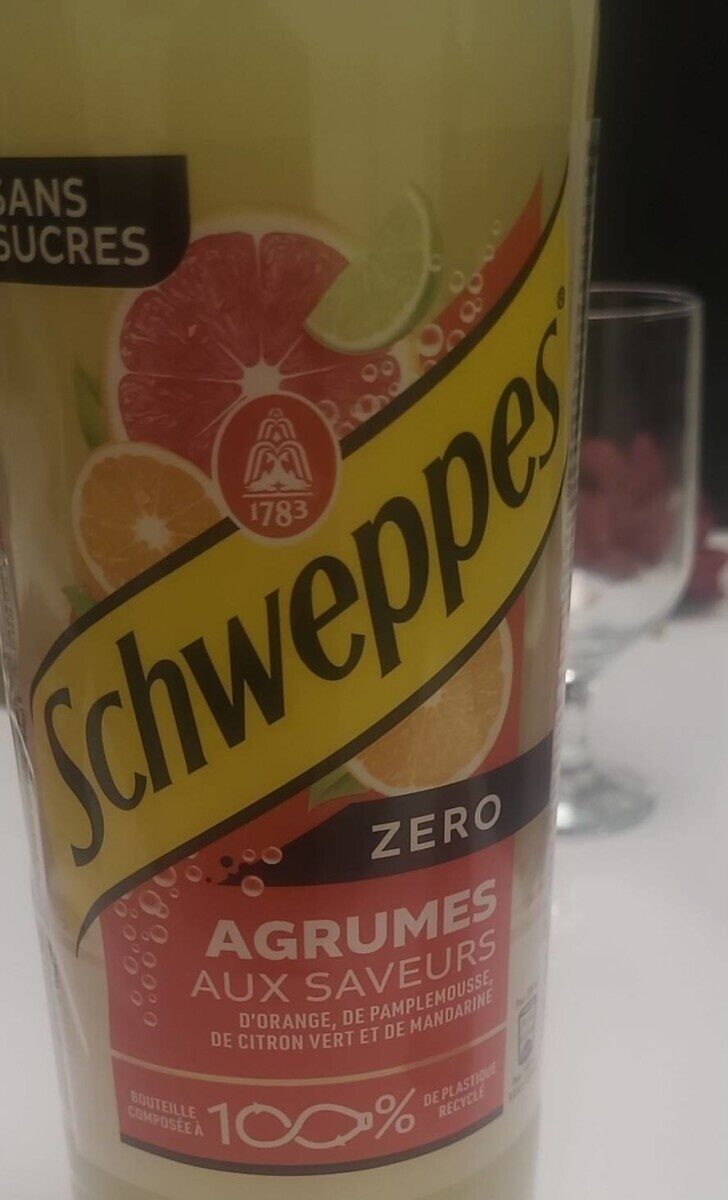 SANS
SUCRES
1783
Schweppes®
ZERO
AGRUMES
AUX SAVEURS
D'ORANGE, DE PAMPLEMOUSSE,
DE CITRON VERT ET DE MANDARINE
BOUTEILLE
COMPOSÉE À
100%
DE PLASTIQUE
RECYCLÉ